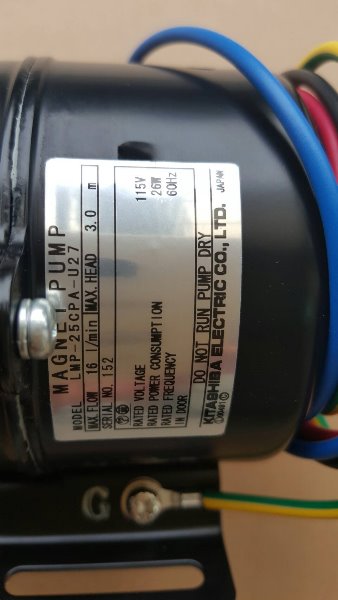 MAGNET PUMP
MODEL LMP-25CPA-U27
MAX.FLOW 16 l/min MAX.HEAD 3.0 m
SERIAL NO. 152
RATED VOLTAGE 115V
RATED POWER CONSUMPTION 26W
RATED FREQUENCY 60Hz
IN DOOR
DO NOT RUN PUMP DRY
KITASHIBA ELECTRIC CO., LTD. JAPAN
G